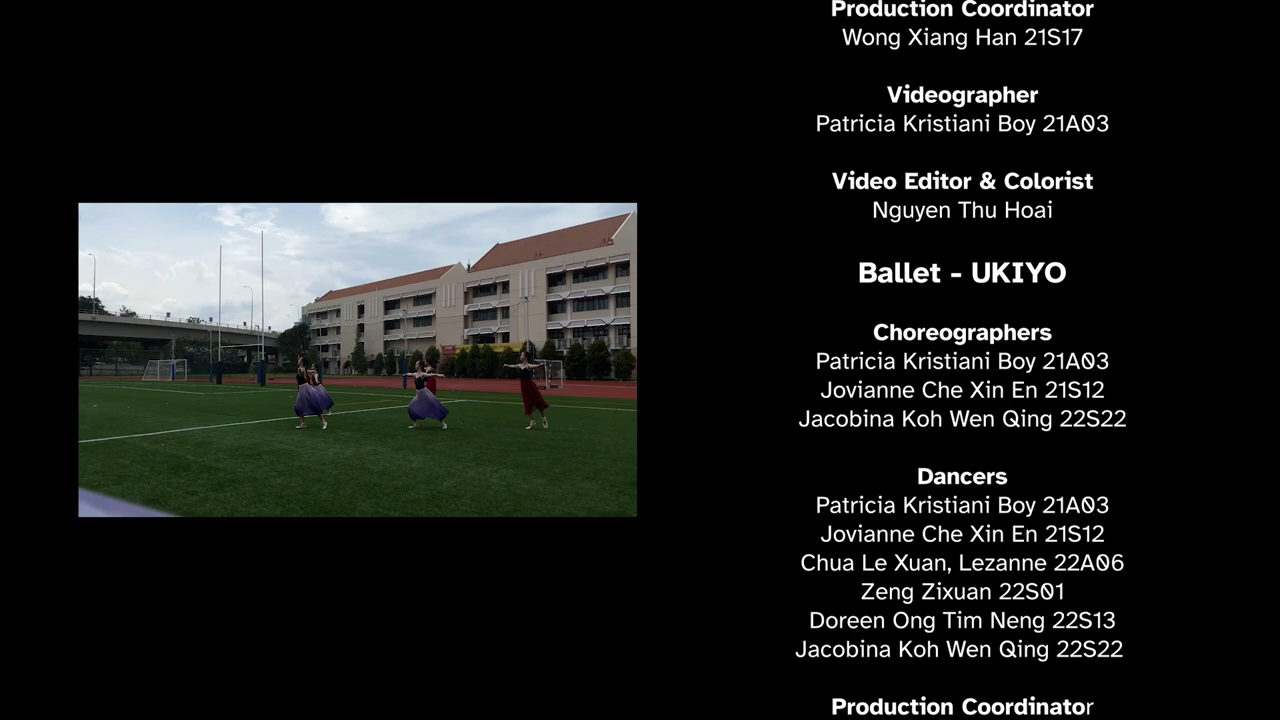 Production Coordinator
Wong Xiang Han 21S17
Videographer
Patricia Kristiani Boy 21A03
Video Editor & Colorist
Nguyen Thu Hoai
Ballet - UKIYO
Choreographers
Patricia Kristiani Boy 21A03
Jovianne Che Xin En 21S12
Jacobina Koh Wen Qing 22S22
Dancers
Patricia Kristiani Boy 21A03
Jovianne Che Xin En 21S12
Chua Le Xuan, Lezanne 22A06
Zeng Zixuan 22S01
Doreen Ong Tim Neng 22S13
Jacobina Koh Wen Qing 22S22
Production Coordinator